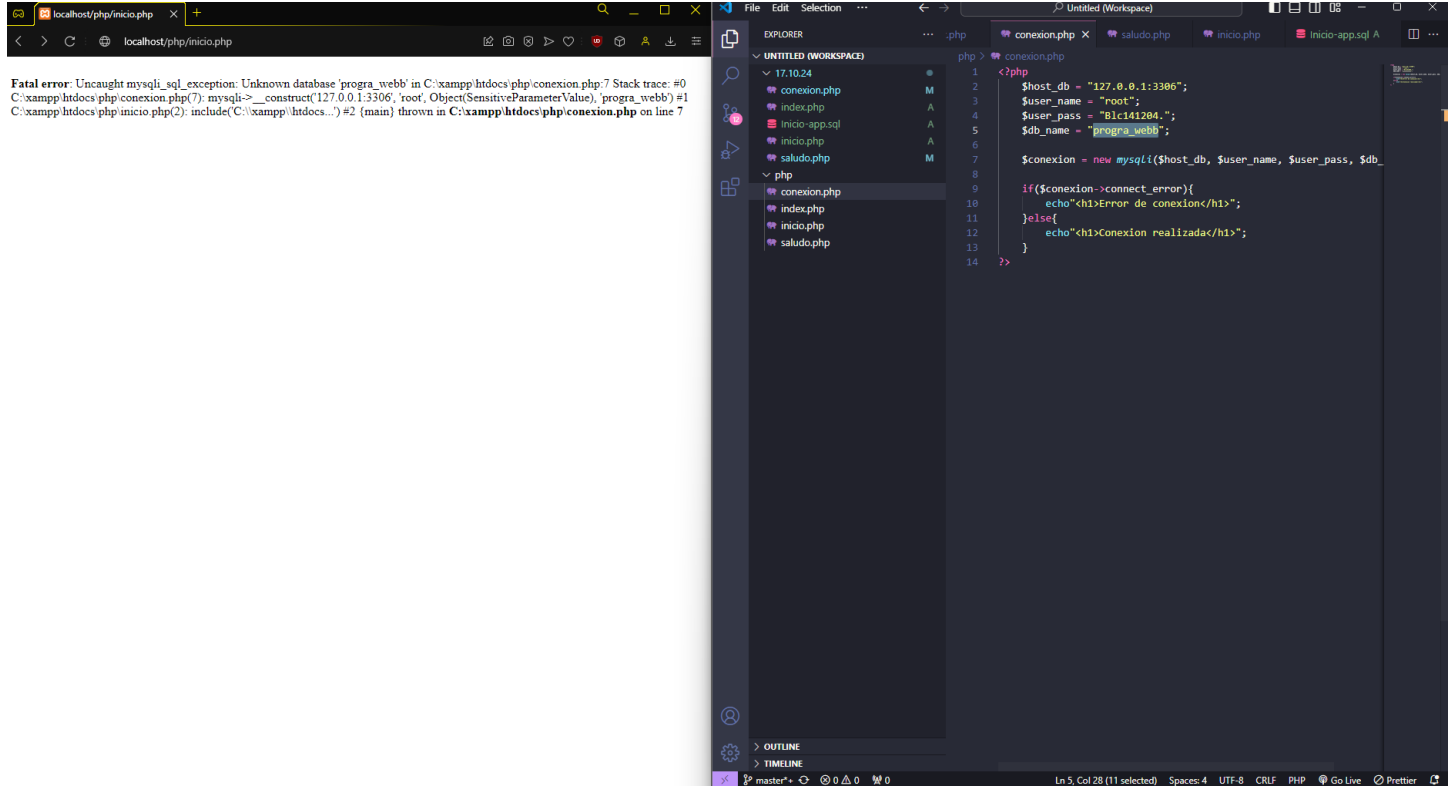 localhost/php/inicio.php
localhost/php/inicio.php
Fatal error: Uncaught mysqli_sql_exception: Unknown database 'progra_webb' in C:\xampp\htdocs\php\conexion.php:7 Stack trace: #0
C:\xampp\htdocs\php\conexion.php(7): mysqli->__construct('127.0.0.1:3306', 'root', Object(SensitiveParameterValue), 'progra_webb') #1
C:\xampp\htdocs\php\inicio.php(2): include('C:\\xampp\\htdocs...') #2 {main} thrown in C:\xampp\htdocs\php\conexion.php on line 7
File Edit Selection ··· Untitled (Workspace)
EXPLORER ···
UNTITLED (WORKSPACE)
17.10.24
conexion.php M
index.php A
Inicio-app.sql A
inicio.php A
saludo.php M
php
conexion.php
index.php
inicio.php
saludo.php
12
OUTLINE
TIMELINE
.php conexion.php saludo.php inicio.php Inicio-app.sql A ···
php > conexion.php
1 <?php
2 $host_db = "127.0.0.1:3306";
3 $user_name = "root";
4 $user_pass = "Blc141204.";
5 $db_name = "progra_webb";
6
7 $conexion = new mysqli($host_db, $user_name, $user_pass, $db_
8
9 if($conexion->connect_error){
10 echo"<h1>Error de conexion</h1>";
11 }else{
12 echo"<h1>Conexion realizada</h1>";
13 }
14 ?>
master*+ 0 0 0 Ln 5, Col 28 (11 selected) Spaces: 4 UTF-8 CRLF PHP Go Live Prettier